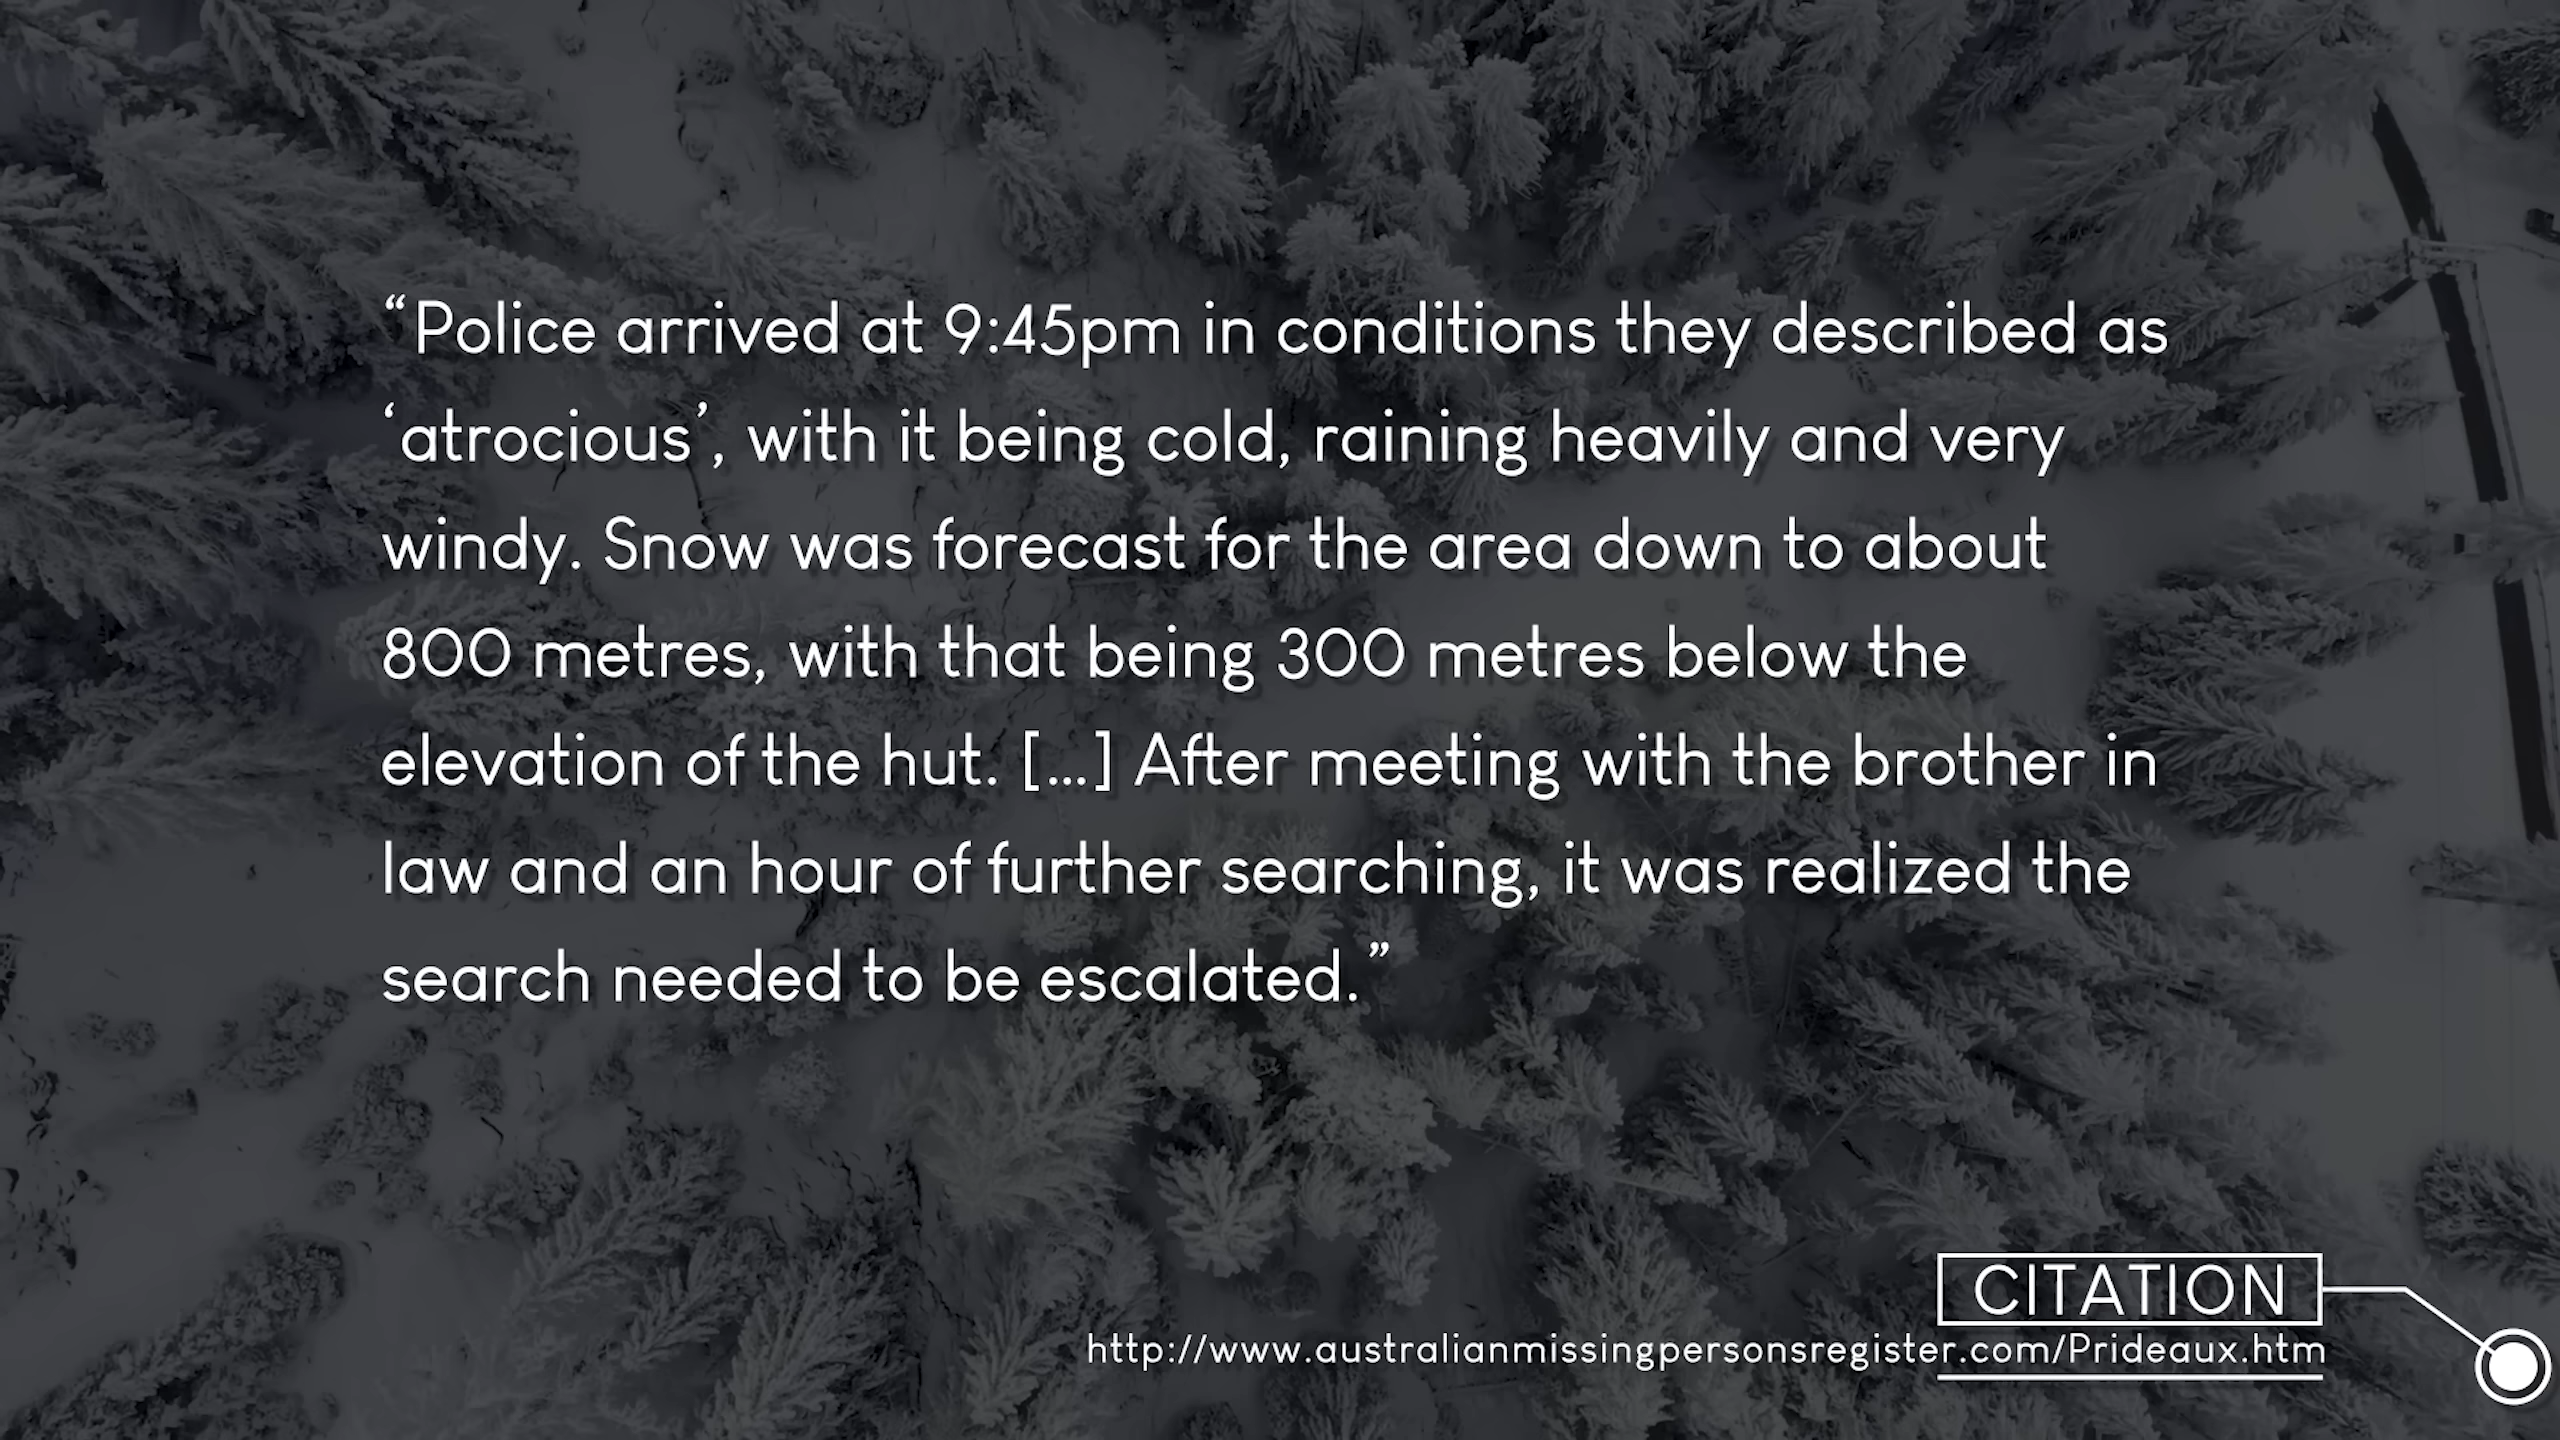 “Police arrived at 9:45pm in conditions they described as
‘atrocious’, with it being cold, raining heavily and very
windy. Snow was forecast for the area down to about
800 metres, with that being 300 metres below the
elevation of the hut. [...] After meeting with the brother in
law and an hour of further searching, it was realized the
search needed to be escalated.”
CITATION
http://www.australianmissingpersonsregister.com/Prideaux.htm